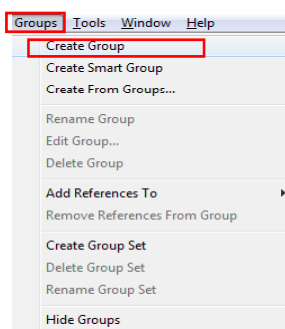 Groups Tools Window Help
Create Group
Create Smart Group
Create From Groups...
Rename Group
Edit Group...
Delete Group
Add References To
Remove References From Group
Create Group Set
Delete Group Set
Rename Group Set
Hide Groups